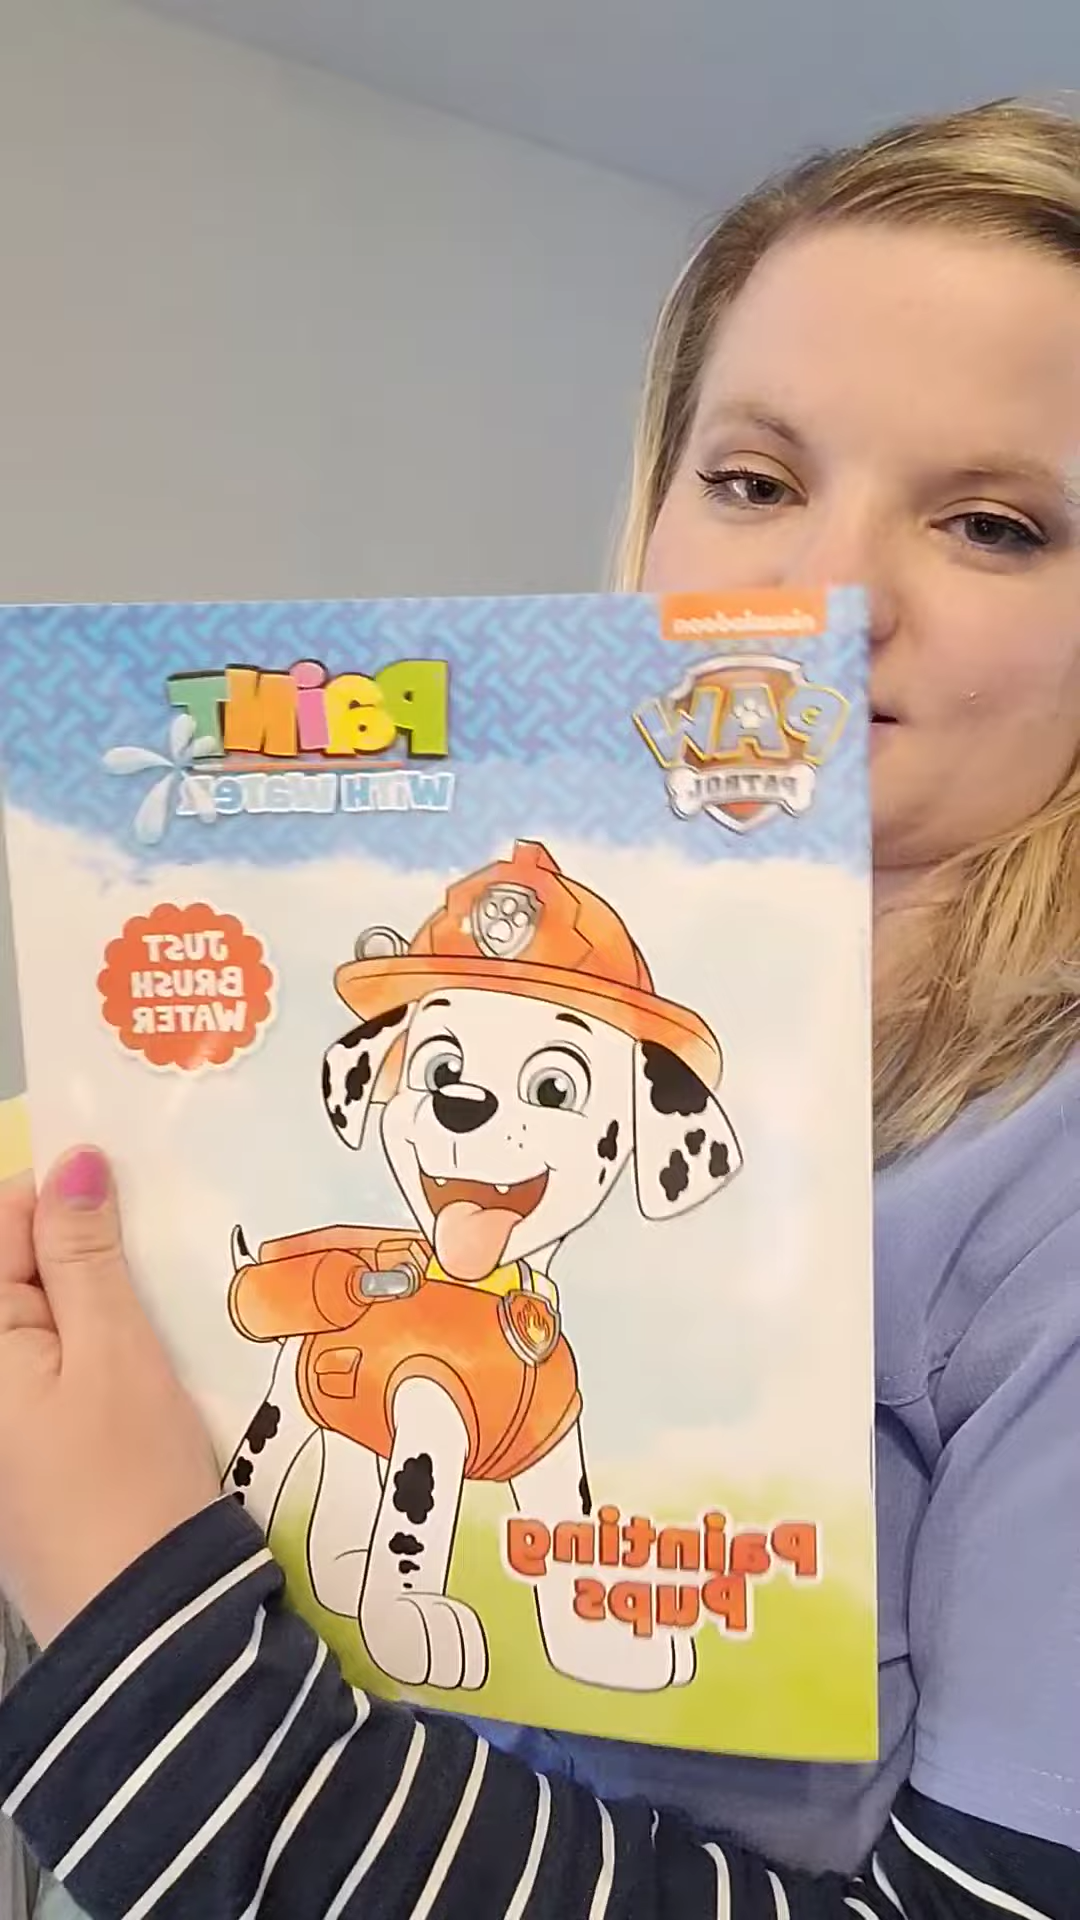 nickelodeon
PAW
PATROL
PaiNT
WITH Water
JUST
BRUSH
WATER
Painting
Pups